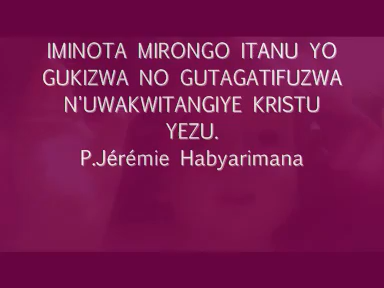 IMINOTA MIRONGO ITANU YO
GUKIZWA NO GUTAGATIFUZWA
N'UWAKWITANGIYE KRISTU
YEZU.
P.Jérémie Habyarimana